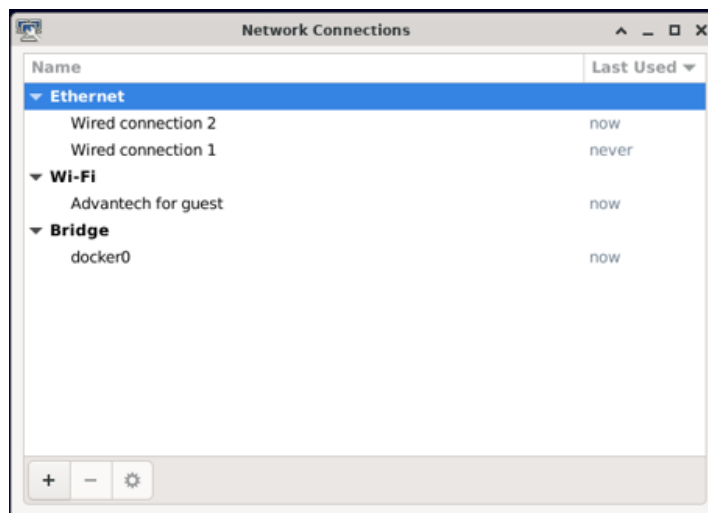 Network Connections
Name Last Used
Ethernet
Wired connection 2 now
Wired connection 1 never
Wi-Fi
Advantech for guest now
Bridge
docker0 now